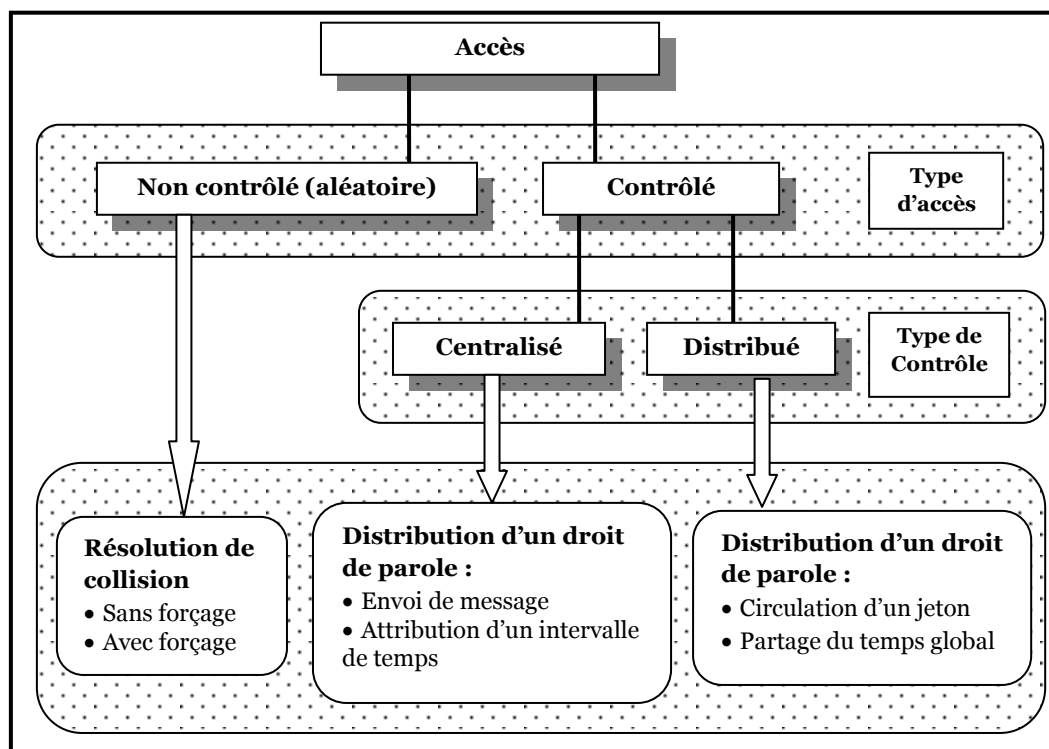 Accès
Non contrôlé (aléatoire)
Contrôlé
Type
d'accès
Centralisé
Distribué
Type de
Contrôle
Résolution de
collision
• Sans forçage
• Avec forçage
Distribution d'un droit
de parole :
• Envoi de message
• Attribution d'un intervalle
de temps
Distribution d'un droit
de parole :
• Circulation d'un jeton
• Partage du temps global